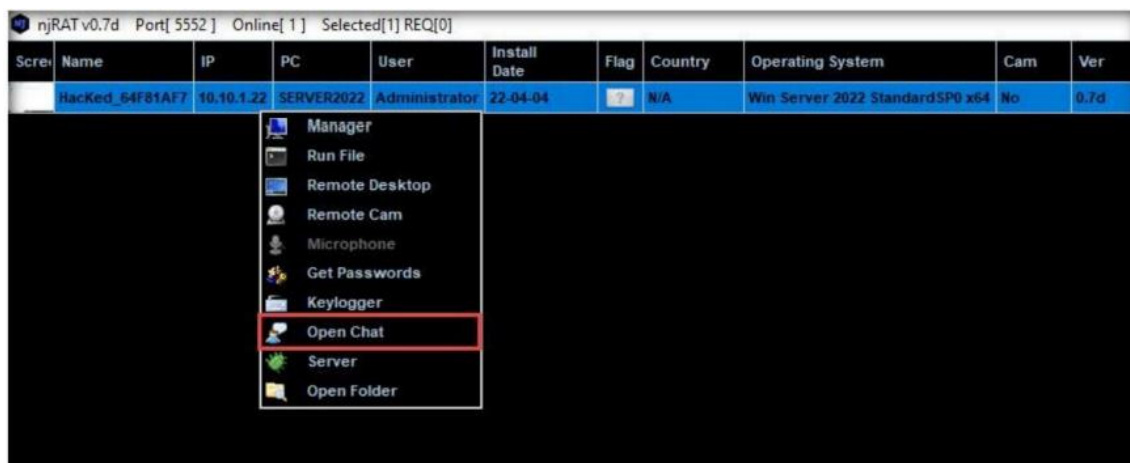 njRAT v0.7d Port[ 5552 ] Online[ 1 ] Selected[1] REQ[0]
Scree Name IP PC User Install Date Flag Country Operating System Cam Ver
HacKed_64F81AF7 10.10.1.22 SERVER2022 Administrator 22-04-04 ? N/A Win Server 2022 StandardSP0 x64 No 0.7d
Manager
Run File
Remote Desktop
Remote Cam
Microphone
Get Passwords
Keylogger
Open Chat
Server
Open Folder